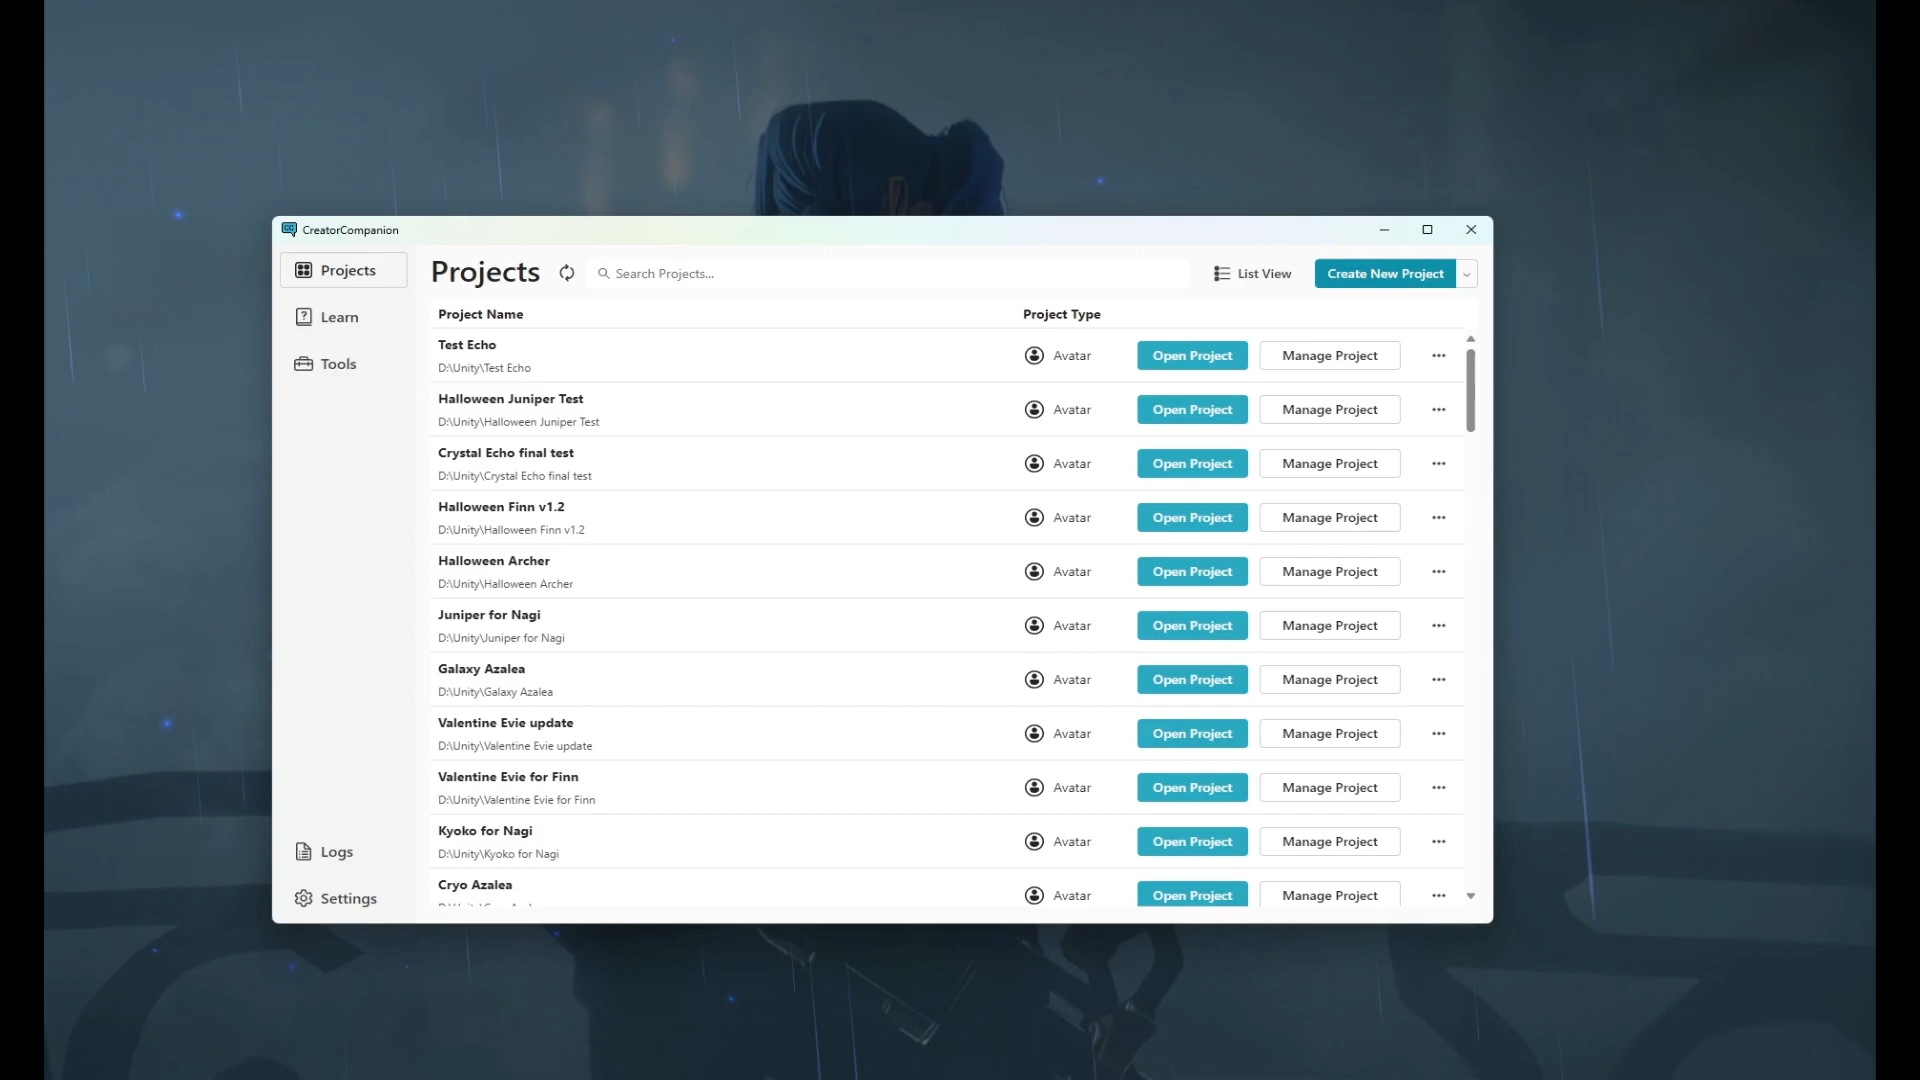 CreatorCompanion
Projects
Learn
Tools
Logs
Settings
Projects
Search Projects...
List View
Create New Project
Project Name Project Type
Test Echo
D:\Unity\Test Echo
Avatar Open Project Manage Project
Halloween Juniper Test
D:\Unity\Halloween Juniper Test
Avatar Open Project Manage Project
Crystal Echo final test
D:\Unity\Crystal Echo final test
Avatar Open Project Manage Project
Halloween Finn v1.2
D:\Unity\Halloween Finn v1.2
Avatar Open Project Manage Project
Halloween Archer
D:\Unity\Halloween Archer
Avatar Open Project Manage Project
Juniper for Nagi
D:\Unity\Juniper for Nagi
Avatar Open Project Manage Project
Galaxy Azalea
D:\Unity\Galaxy Azalea
Avatar Open Project Manage Project
Valentine Evie update
D:\Unity\Valentine Evie update
Avatar Open Project Manage Project
Valentine Evie for Finn
D:\Unity\Valentine Evie for Finn
Avatar Open Project Manage Project
Kyoko for Nagi
D:\Unity\Kyoko for Nagi
Avatar Open Project Manage Project
Cryo Azalea
Avatar Open Project Manage Project